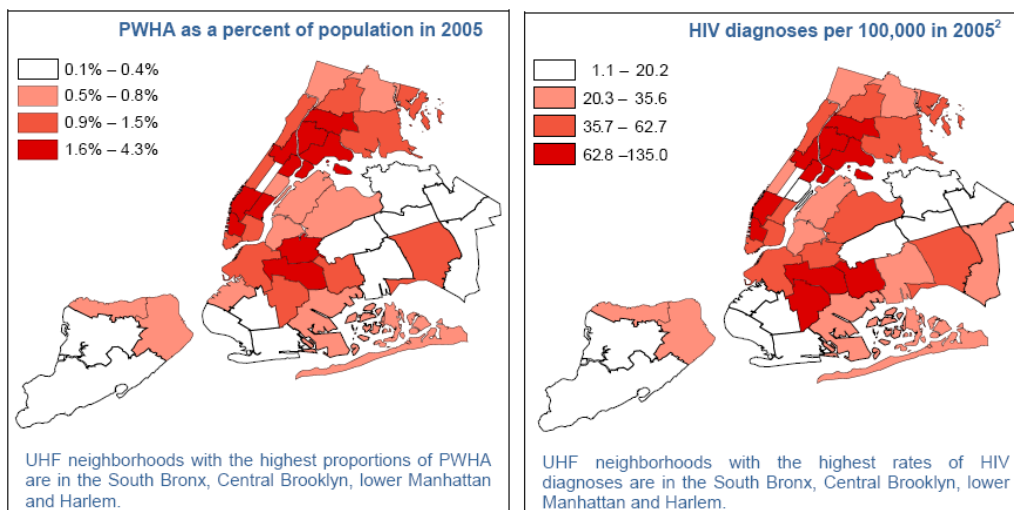 PWHA as a percent of population in 2005
0.1% – 0.4%
0.5% – 0.8%
0.9% – 1.5%
1.6% – 4.3%
UHF neighborhoods with the highest proportions of PWHA
are in the South Bronx, Central Brooklyn, lower Manhattan
and Harlem.
HIV diagnoses per 100,000 in 2005²
1.1 – 20.2
20.3 – 35.6
35.7 – 62.7
62.8 –135.0
UHF neighborhoods with the highest rates of HIV
diagnoses are in the South Bronx, Central Brooklyn, lower
Manhattan and Harlem.